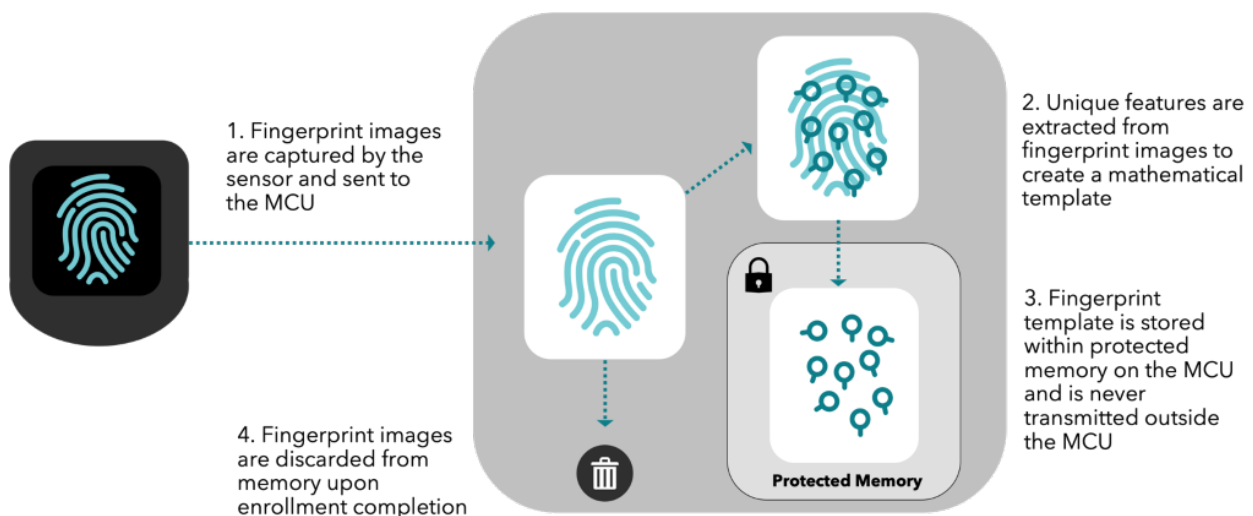 1. Fingerprint images
are captured by the
sensor and sent to
the MCU
2. Unique features are
extracted from
fingerprint images to
create a mathematical
template
3. Fingerprint
template is stored
within protected
memory on the MCU
and is never
transmitted outside
the MCU
Protected Memory
4. Fingerprint images
are discarded from
memory upon
enrollment completion